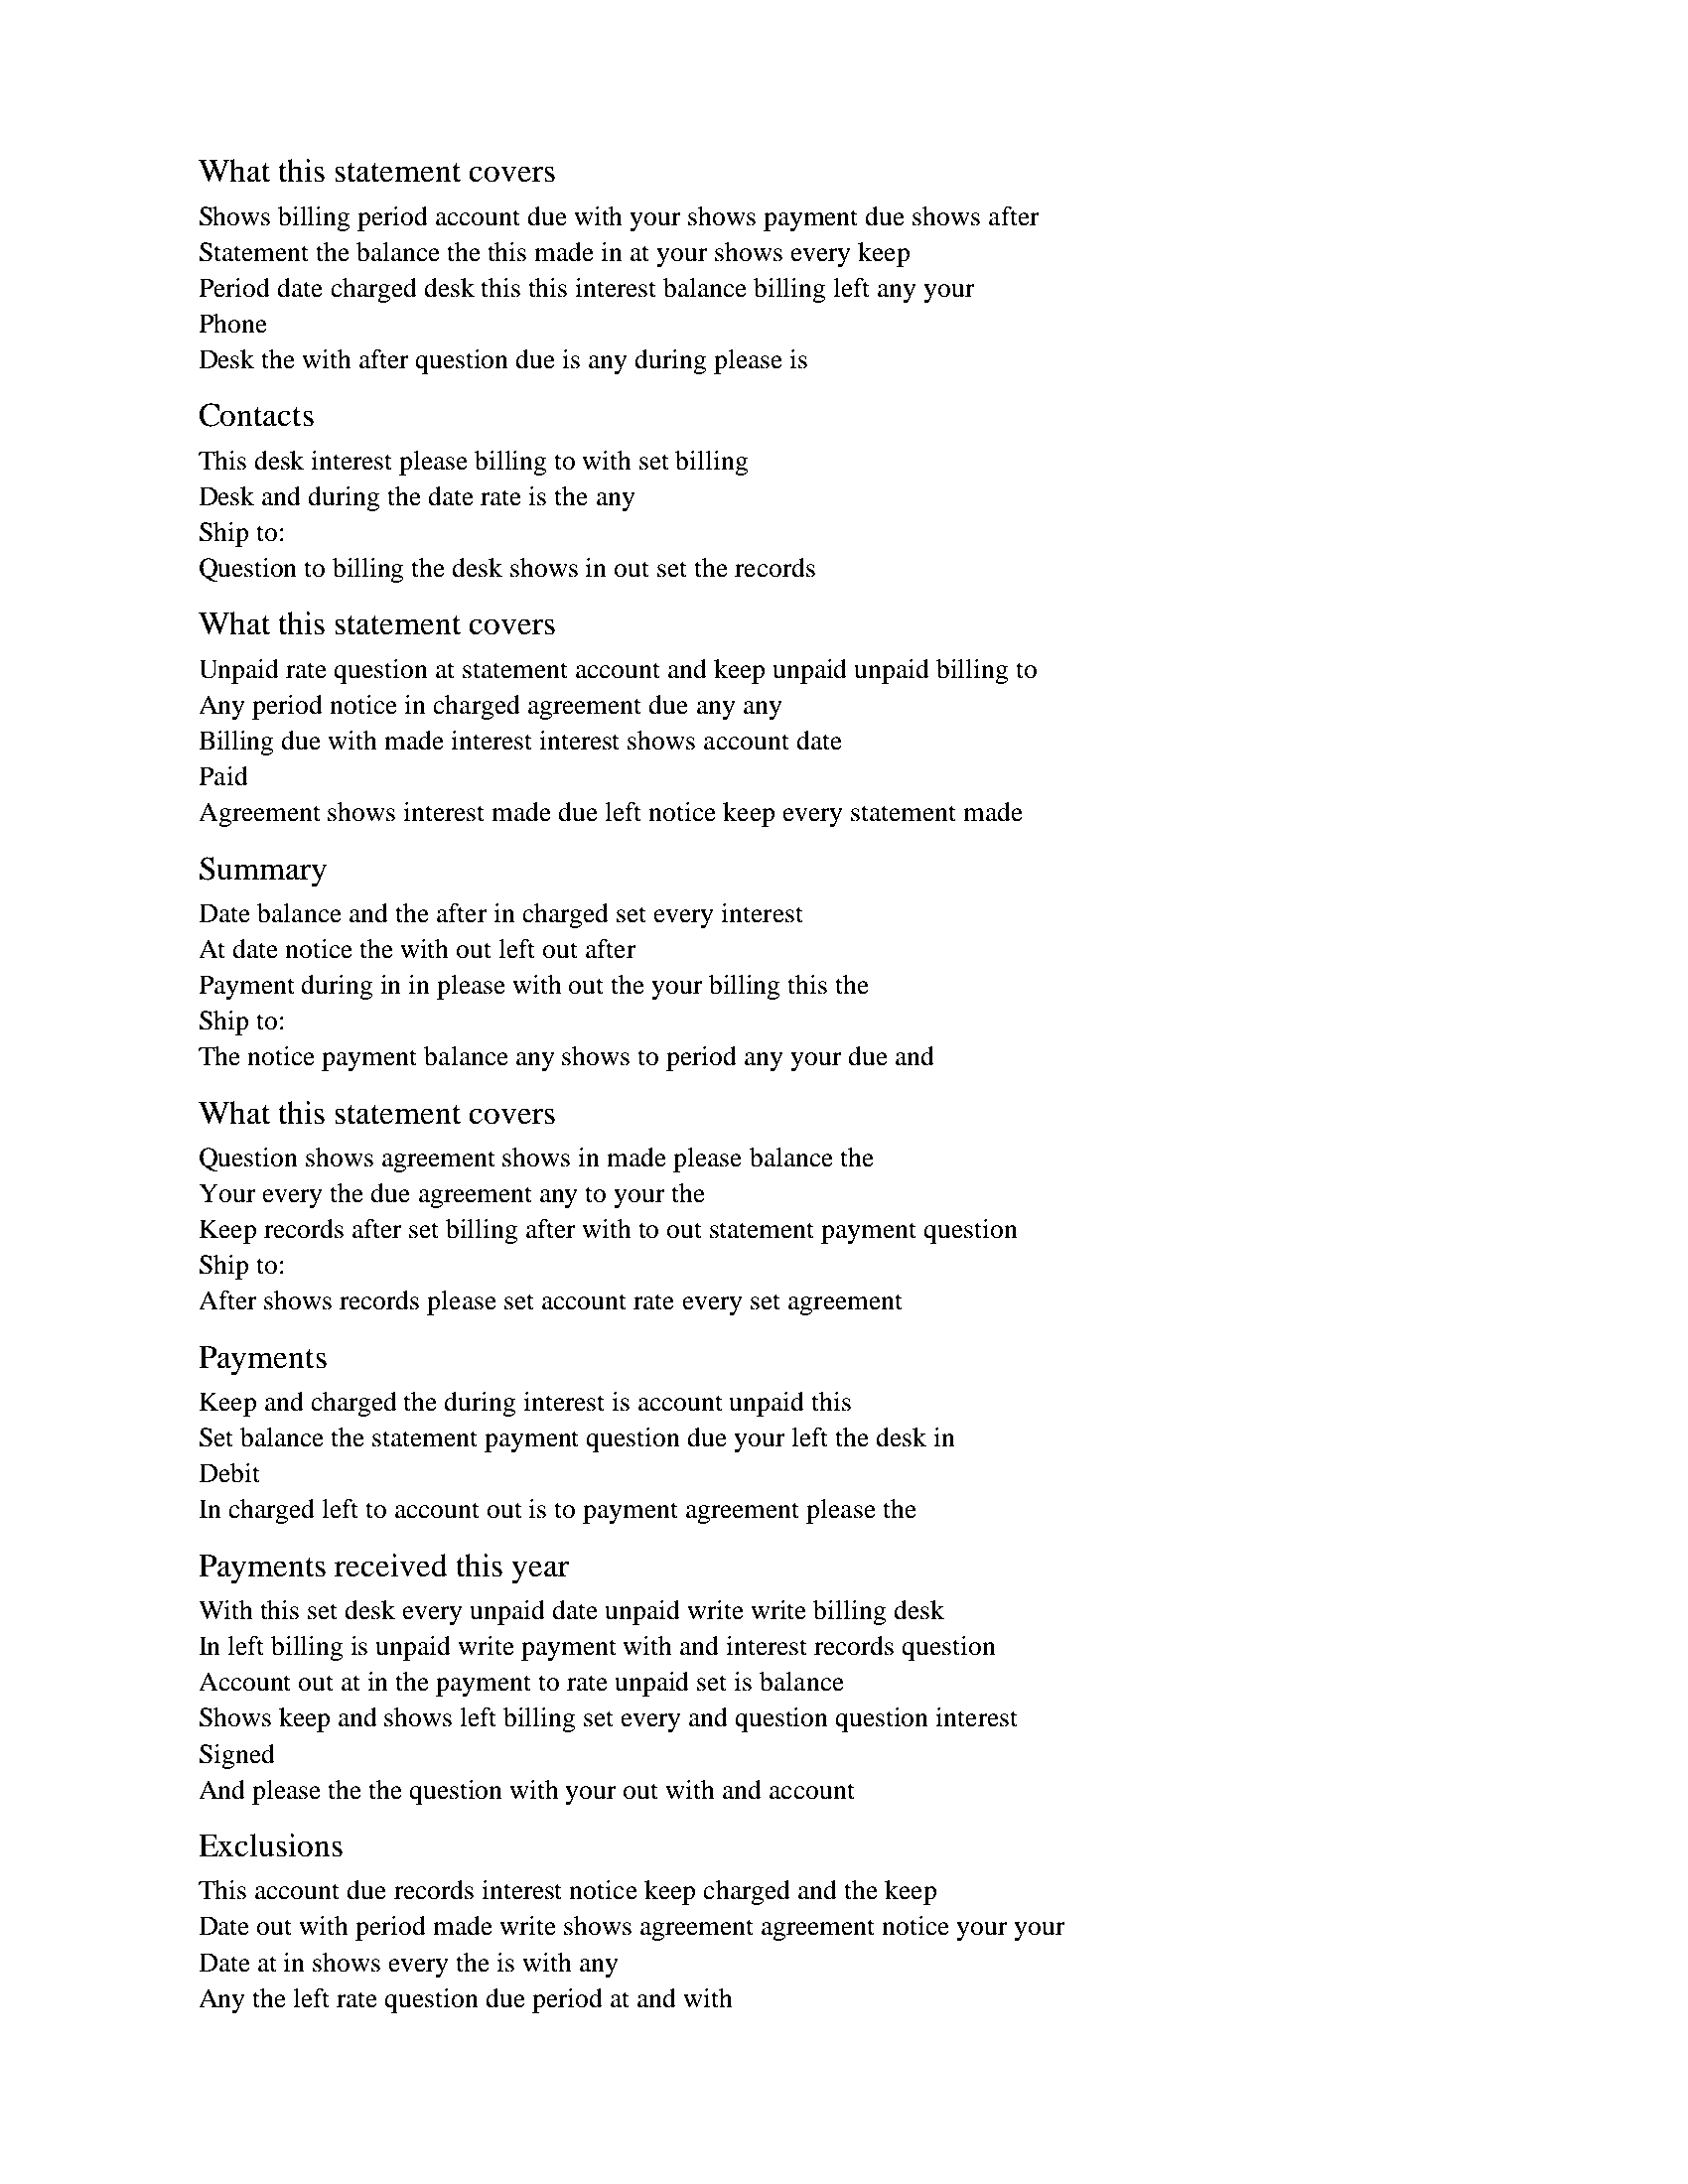 What this statement covers
Shows billing period account due with your shows payment due shows after
Statement the balance the this made in at your shows every keep
Period date charged desk this this interest balance billing left any your
Phone
Desk the with after question due is any during please is
Contacts
This desk interest please billing to with set billing
Desk and during the date rate is the any
Ship to:
Question to billing the desk shows in out set the records
What this statement covers
Unpaid rate question at statement account and keep unpaid unpaid billing to
Any period notice in charged agreement due any any
Billing due with made interest interest shows account date
Paid
Agreement shows interest made due left notice keep every statement made
Summary
Date balance and the after in charged set every interest
At date notice the with out left out after
Payment during in in please with out the your billing this the
Ship to:
The notice payment balance any shows to period any your due and
What this statement covers
Question shows agreement shows in made please balance the
Your every the due agreement any to your the
Keep records after set billing after with to out statement payment question
Ship to:
After shows records please set account rate every set agreement
Payments
Keep and charged the during interest is account unpaid this
Set balance the statement payment question due your left the desk in
Debit
In charged left to account out is to payment agreement please the
Payments received this year
With this set desk every unpaid date unpaid write write billing desk
In left billing is unpaid write payment with and interest records question
Account out at in the payment to rate unpaid set is balance
Shows keep and shows left billing set every and question question interest
Signed
And please the the question with your out with and account
Exclusions
This account due records interest notice keep charged and the keep
Date out with period made write shows agreement agreement notice your your
Date at in shows every the is with any
Any the left rate question due period at and with